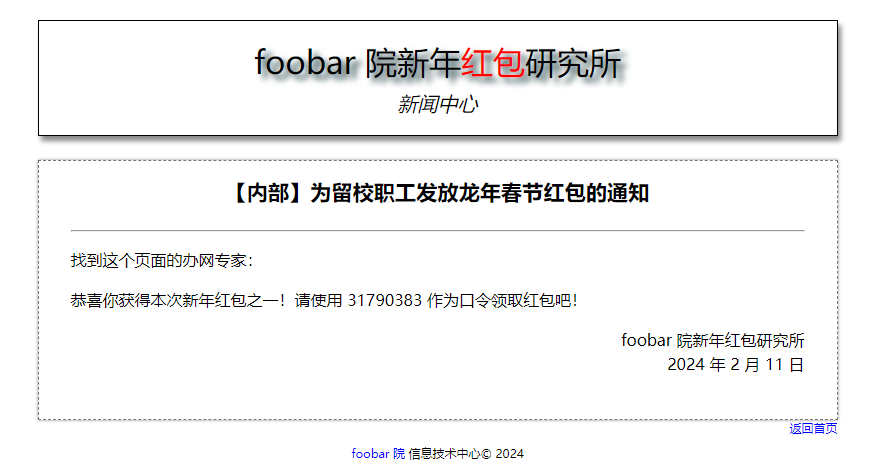 foobar 院新年红包研究所
新闻中心
【内部】为留校职工发放龙年春节红包的通知
找到这个页面的办网专家：
恭喜你获得本次新年红包之一！请使用 31790383 作为口令领取红包吧！
foobar 院新年红包研究所
2024 年 2 月 11 日
返回首页
foobar 院 信息技术中心© 2024